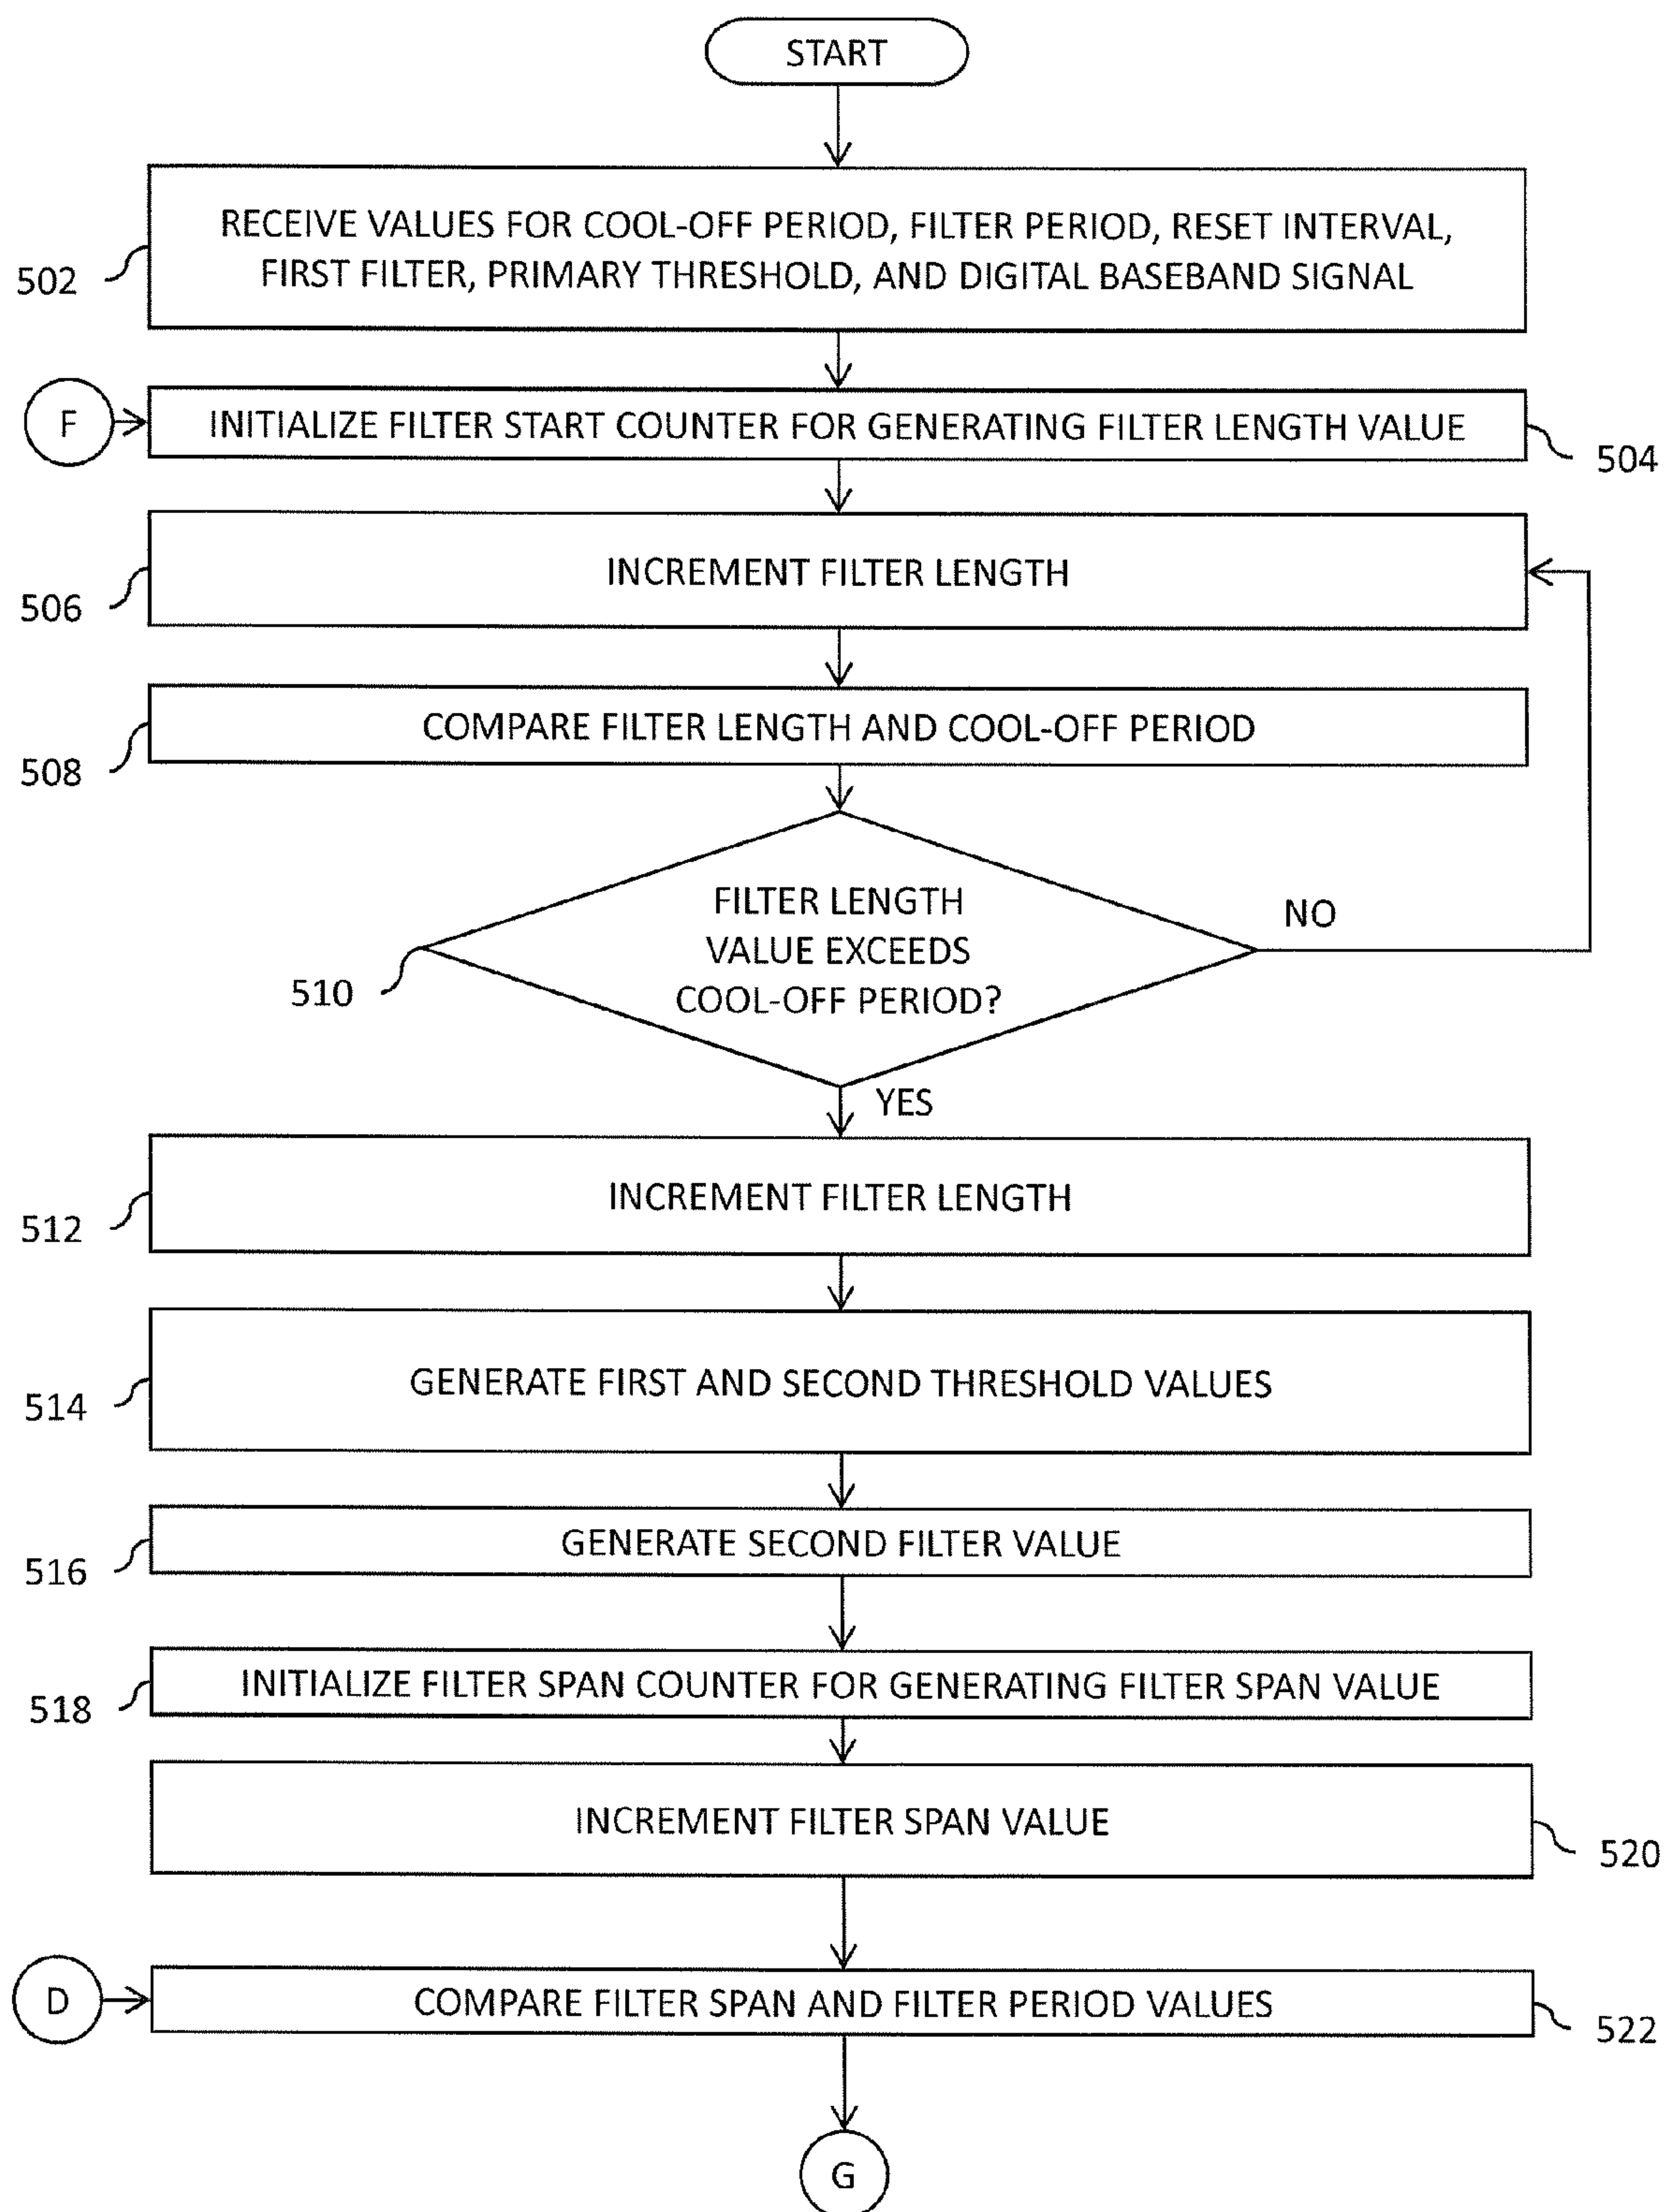 START
RECEIVE VALUES FOR COOL-OFF PERIOD, FILTER PERIOD, RESET INTERVAL,
FIRST FILTER, PRIMARY THRESHOLD, AND DIGITAL BASEBAND SIGNAL
502
F
INITIALIZE FILTER START COUNTER FOR GENERATING FILTER LENGTH VALUE
504
INCREMENT FILTER LENGTH
506
COMPARE FILTER LENGTH AND COOL-OFF PERIOD
508
FILTER LENGTH
VALUE EXCEEDS
COOL-OFF PERIOD?
NO
510
YES
INCREMENT FILTER LENGTH
512
GENERATE FIRST AND SECOND THRESHOLD VALUES
514
GENERATE SECOND FILTER VALUE
516
INITIALIZE FILTER SPAN COUNTER FOR GENERATING FILTER SPAN VALUE
518
INCREMENT FILTER SPAN VALUE
520
D
COMPARE FILTER SPAN AND FILTER PERIOD VALUES
522
G